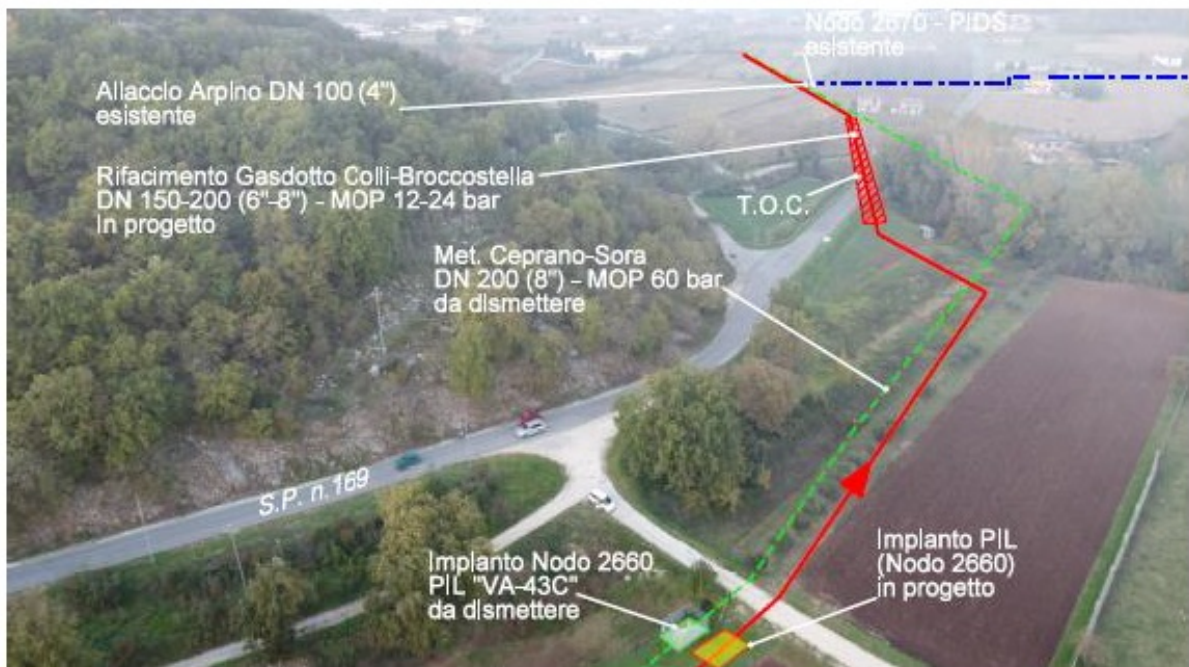 Nodo 2670 - PIDS
esistente
Allaccio Arpino DN 100 (4")
esistente
Rifacimento Gasdotto Colli-Broccostella
DN 150-200 (6"-8") - MOP 12-24 bar
in progetto
T.O.C.
Met. Ceprano-Sora
DN 200 (8") - MOP 60 bar
da dismettere
S.P. n.169
Impianto Nodo 2660
PIL "VA-43C"
da dismettere
Impianto PIL
(Nodo 2660)
in progetto